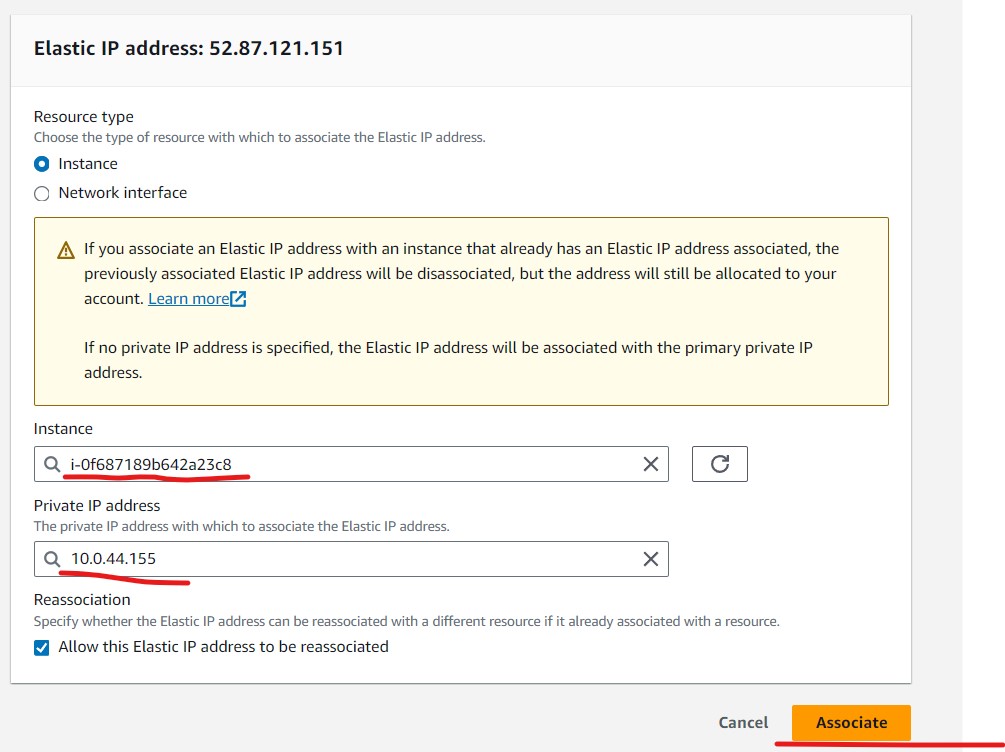 Elastic IP address: 52.87.121.151
Resource type
Choose the type of resource with which to associate the Elastic IP address.
Instance
Network interface
If you associate an Elastic IP address with an instance that already has an Elastic IP address associated, the
previously associated Elastic IP address will be disassociated, but the address will still be allocated to your
account. Learn more
If no private IP address is specified, the Elastic IP address will be associated with the primary private IP
address.
Instance
i-0f687189b642a23c8
Private IP address
The private IP address with which to associate the Elastic IP address.
10.0.44.155
Reassociation
Specify whether the Elastic IP address can be reassociated with a different resource if it already associated with a resource.
Allow this Elastic IP address to be reassociated
Cancel Associate